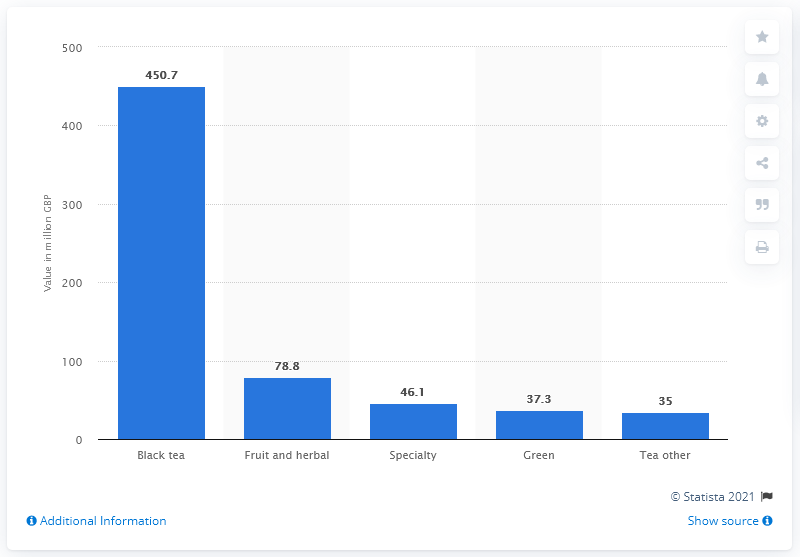 500
400
300
200
100
0
Value in million GBP
450.7
78.8
46.1
37.3
35
Black tea
Fruit and herbal
Specialty
Green
Tea other
© Statista 2021
Additional Information
Show source